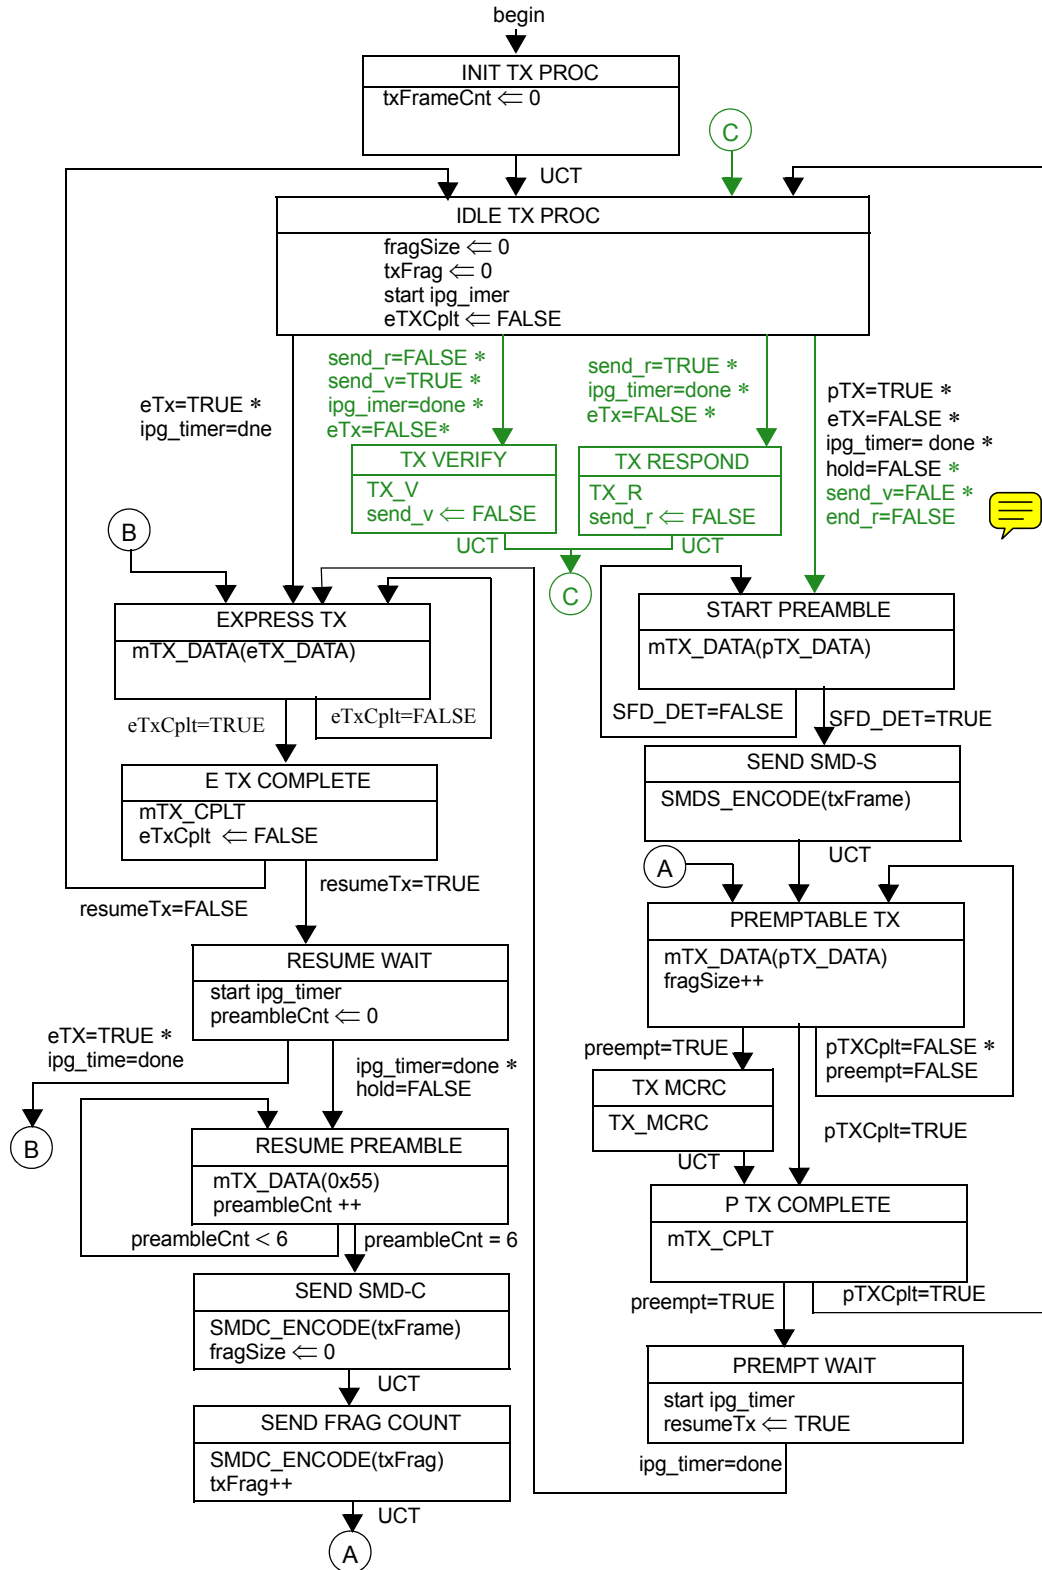 begin
INIT TX PROC
txFrameCnt ⇐ 0
C
UCT
IDLE TX PROC
fragSize ⇐ 0
txFrag ⇐ 0
start ipg_imer
eTXCplt ⇐ FALSE
eTx=TRUE *
ipg_timer=dne
send_r=FALSE *
send_v=TRUE *
ipg_imer=done *
eTx=FALSE*
send_r=TRUE *
ipg_timer=done *
eTx=FALSE *
pTX=TRUE *
eTX=FALSE *
ipg_timer= done *
hold=FALSE *
send_v=FALE *
end_r=FALSE
TX VERIFY
TX_V
send_v ⇐ FALSE
UCT
TX RESPOND
TX_R
send_r ⇐ FALSE
UCT
C
B
EXPRESS TX
mTX_DATA(eTX_DATA)
eTxCplt=TRUE
eTxCplt=FALSE
START PREAMBLE
mTX_DATA(pTX_DATA)
SFD_DET=FALSE
SFD_DET=TRUE
E TX COMPLETE
mTX_CPLT
eTxCplt ⇐ FALSE
resumeTx=FALSE
resumeTx=TRUE
SEND SMD-S
SMDS_ENCODE(txFrame)
UCT
A
PREMPTABLE TX
mTX_DATA(pTX_DATA)
fragSize++
preempt=TRUE
pTXCplt=FALSE *
preempt=FALSE
pTXCplt=TRUE
RESUME WAIT
start ipg_timer
preambleCnt ⇐ 0
eTX=TRUE *
ipg_time=done
ipg_timer=done *
hold=FALSE
B
TX MCRC
TX_MCRC
UCT
RESUME PREAMBLE
mTX_DATA(0x55)
preambleCnt ++
preambleCnt < 6
preambleCnt = 6
P TX COMPLETE
mTX_CPLT
preempt=TRUE
pTXCplt=TRUE
SEND SMD-C
SMDC_ENCODE(txFrame)
fragSize ⇐ 0
UCT
PREMPT WAIT
start ipg_timer
resumeTx ⇐ TRUE
ipg_timer=done
SEND FRAG COUNT
SMDC_ENCODE(txFrag)
txFrag++
UCT
A